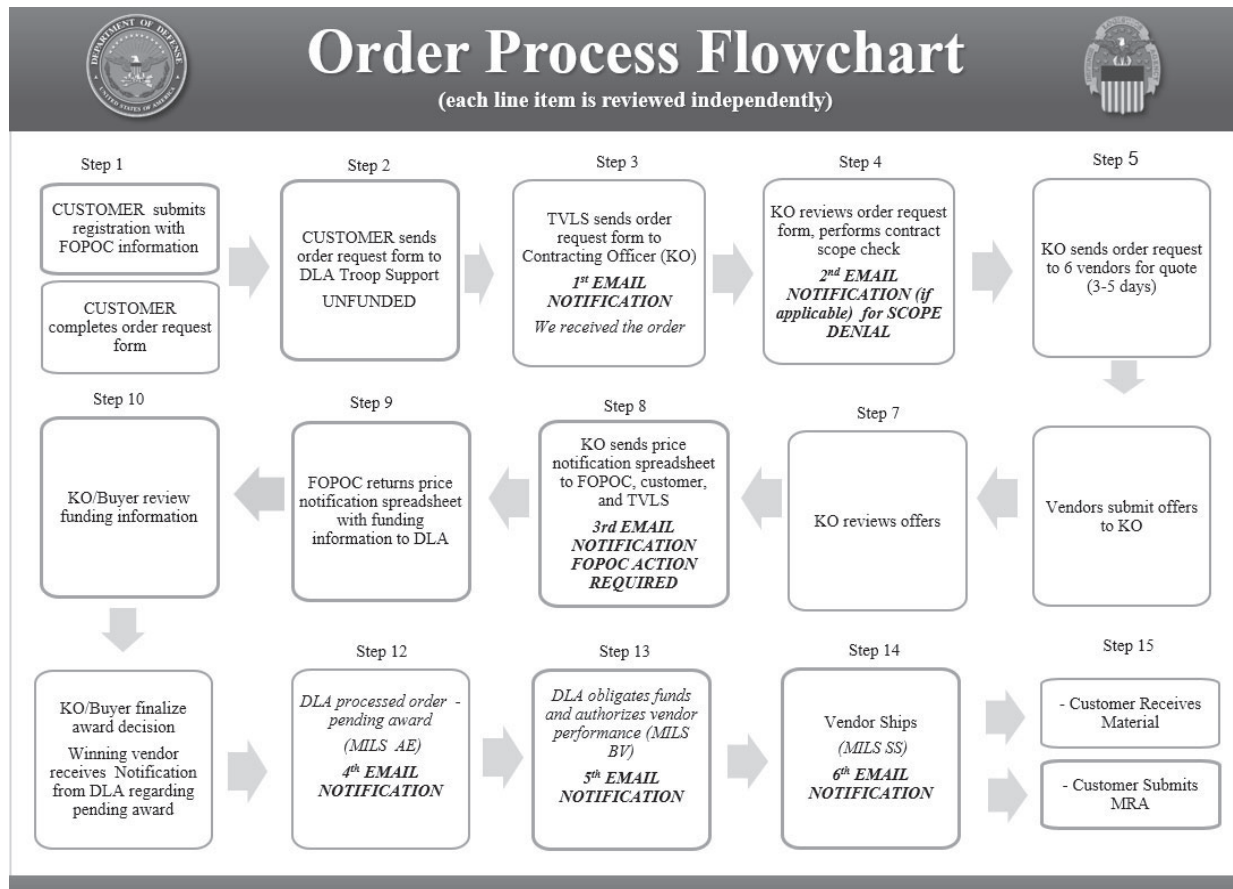 Order Process Flowchart
(each line item is reviewed independently)
DEPARTMENT OF DEFENSE
UNITED STATES OF AMERICA
Step 1
CUSTOMER submits
registration with
FOPOC information
CUSTOMER
completes order request
form
Step 2
CUSTOMER sends
order request form to
DLA Troop Support
UNFUNDED
Step 3
TVLS sends order
request form to
Contracting Officer (KO)
1st EMAIL
NOTIFICATION
We received the order
Step 4
KO reviews order request
form, performs contract
scope check
2nd EMAIL
NOTIFICATION (if
applicable) for SCOPE
DENIAL
Step 5
KO sends order request
to 6 vendors for quote
(3-5 days)
Vendors submit offers
to KO
Step 7
KO reviews offers
Step 8
KO sends price
notification spreadsheet
to FOPOC, customer,
and TVLS
3rd EMAIL
NOTIFICATION
FOPOC ACTION
REQUIRED
Step 9
FOPOC returns price
notification spreadsheet
with funding
information to DLA
Step 10
KO/Buyer review
funding information
KO/Buyer finalize
award decision
Winning vendor
receives Notification
from DLA regarding
pending award
Step 12
DLA processed order -
pending award
(MILS AE)
4th EMAIL
NOTIFICATION
Step 13
DLA obligates funds
and authorizes vendor
performance (MILS
BV)
5th EMAIL
NOTIFICATION
Step 14
Vendor Ships
(MILS SS)
6th EMAIL
NOTIFICATION
Step 15
- Customer Receives
Material
- Customer Submits
MRA